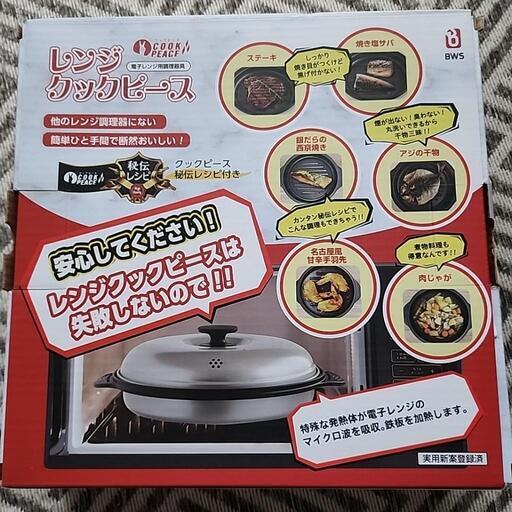 レンジ
クックピース
COOK
PEACE
電子レンジ用調理器具
BWS
他のレンジ調理器にない
簡単ひと手間で断然おいしい!
COOK
PEACE
秘伝
レシピ
クックピース
秘伝レシピ付き
ステーキ
しっかり
焼き目がつくけど
焦げ付かない!
焼き塩サバ
煙が出ない!臭わない!
丸洗いできるから
干物三昧!!
銀だらの
西京焼き
アジの干物
カンタン秘伝レシピで
こんな調理もできちゃう!!
名古屋風
甘辛手羽先
煮物料理も
得意なんです!!
肉じゃが
安心してください!
レンジクックピースは
失敗しないので!!
特殊な発熱体が電子レンジの
マイクロ波を吸収。鉄板を加熱します。
実用新案登録済